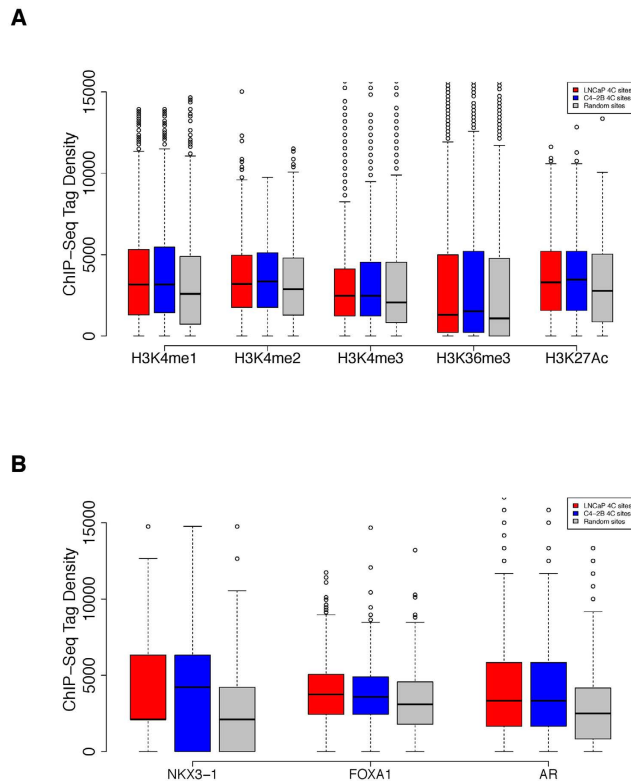 A
ChIP-Seq Tag Density
15000
10000
5000
0
LNCaP 4C sites
C4-2B 4C sites
Random sites
H3K4me1 H3K4me2 H3K4me3 H3K36me3 H3K27Ac
B
ChIP-Seq Tag Density
15000
10000
5000
0
LNCaP 4C sites
C4-2B 4C sites
Random sites
NKX3-1 FOXA1 AR